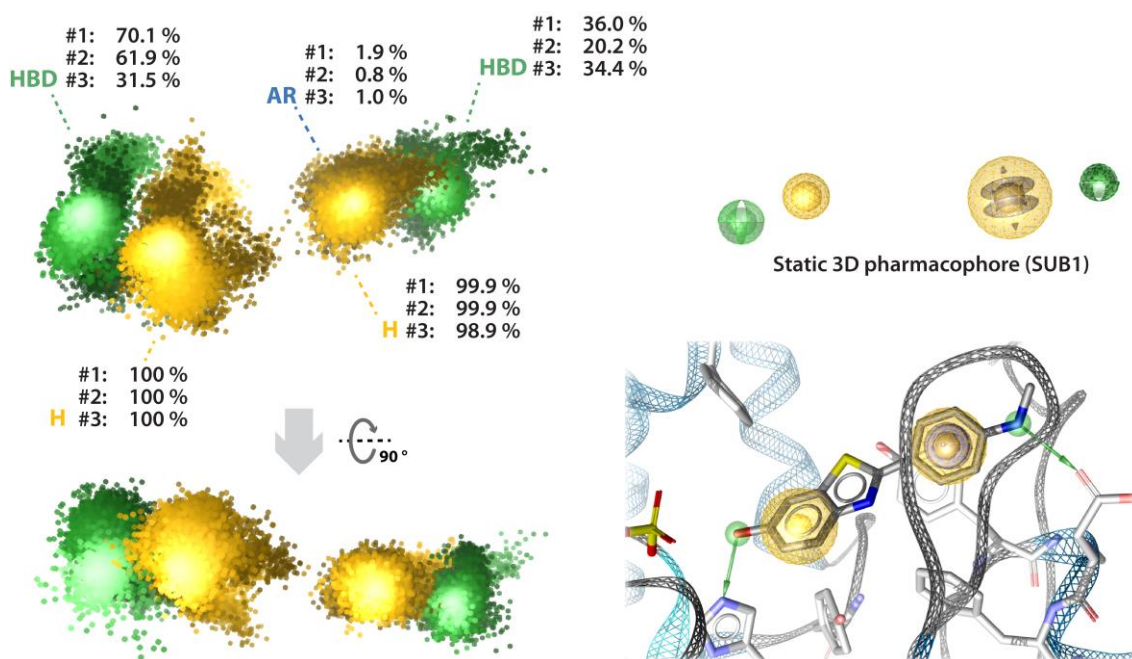 #1: 70.1 %
#2: 61.9 %
HBD #3: 31.5 %
#1: 1.9 %
#2: 0.8 %
AR #3: 1.0 %
#1: 36.0 %
#2: 20.2 %
HBD #3: 34.4 %
#1: 99.9 %
#2: 99.9 %
H #3: 98.9 %
#1: 100 %
#2: 100 %
H #3: 100 %
90 °
Static 3D pharmacophore (SUB1)